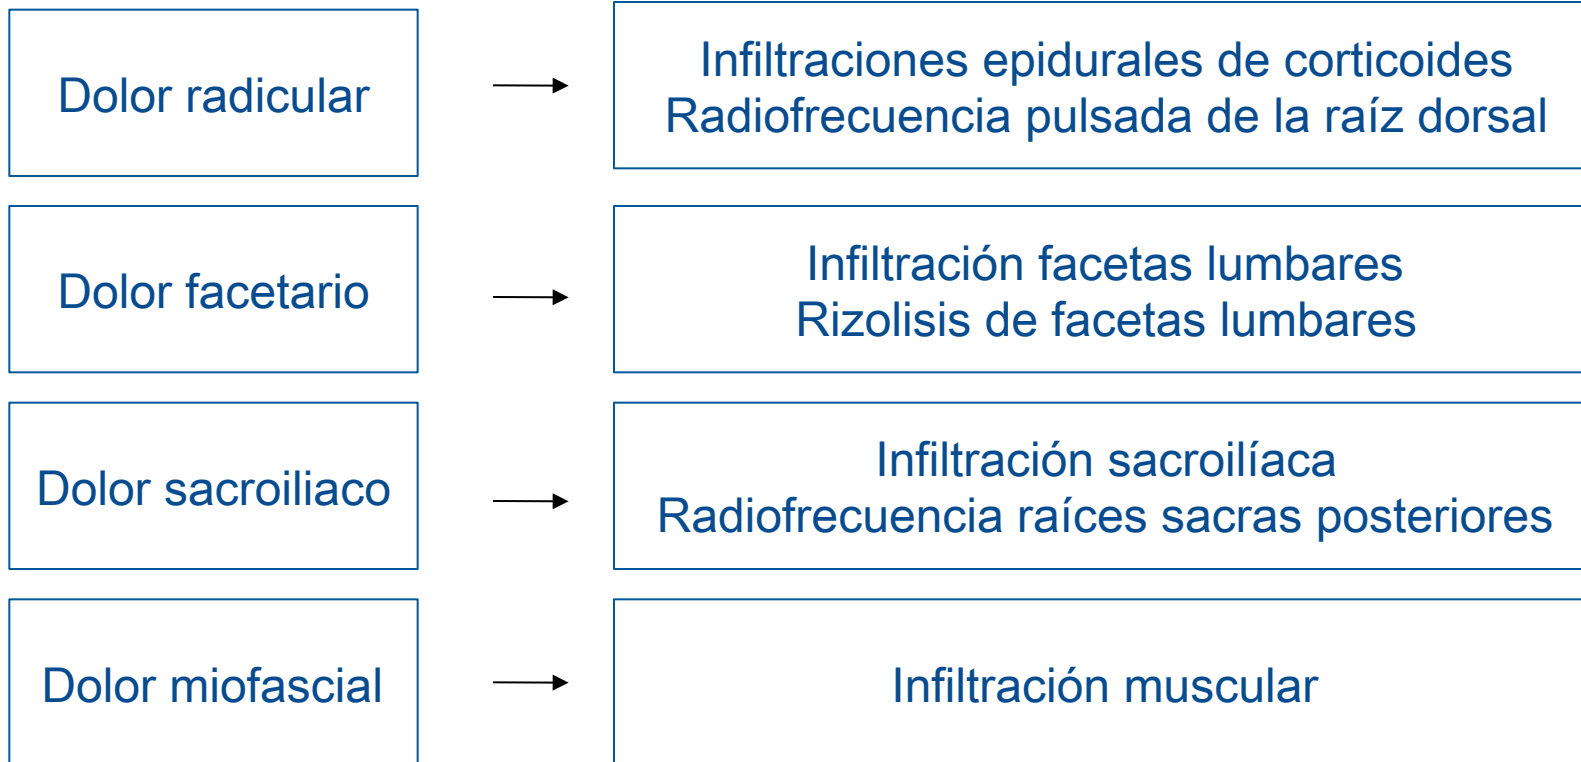 Dolor radicular
Infiltraciones epidurales de corticoides
Radiofrecuencia pulsada de la raíz dorsal
Dolor facetario
Infiltración facetas lumbares
Rizolisis de facetas lumbares
Dolor sacroiliaco
Infiltración sacroilíaca
Radiofrecuencia raíces sacras posteriores
Dolor miofascial
Infiltración muscular